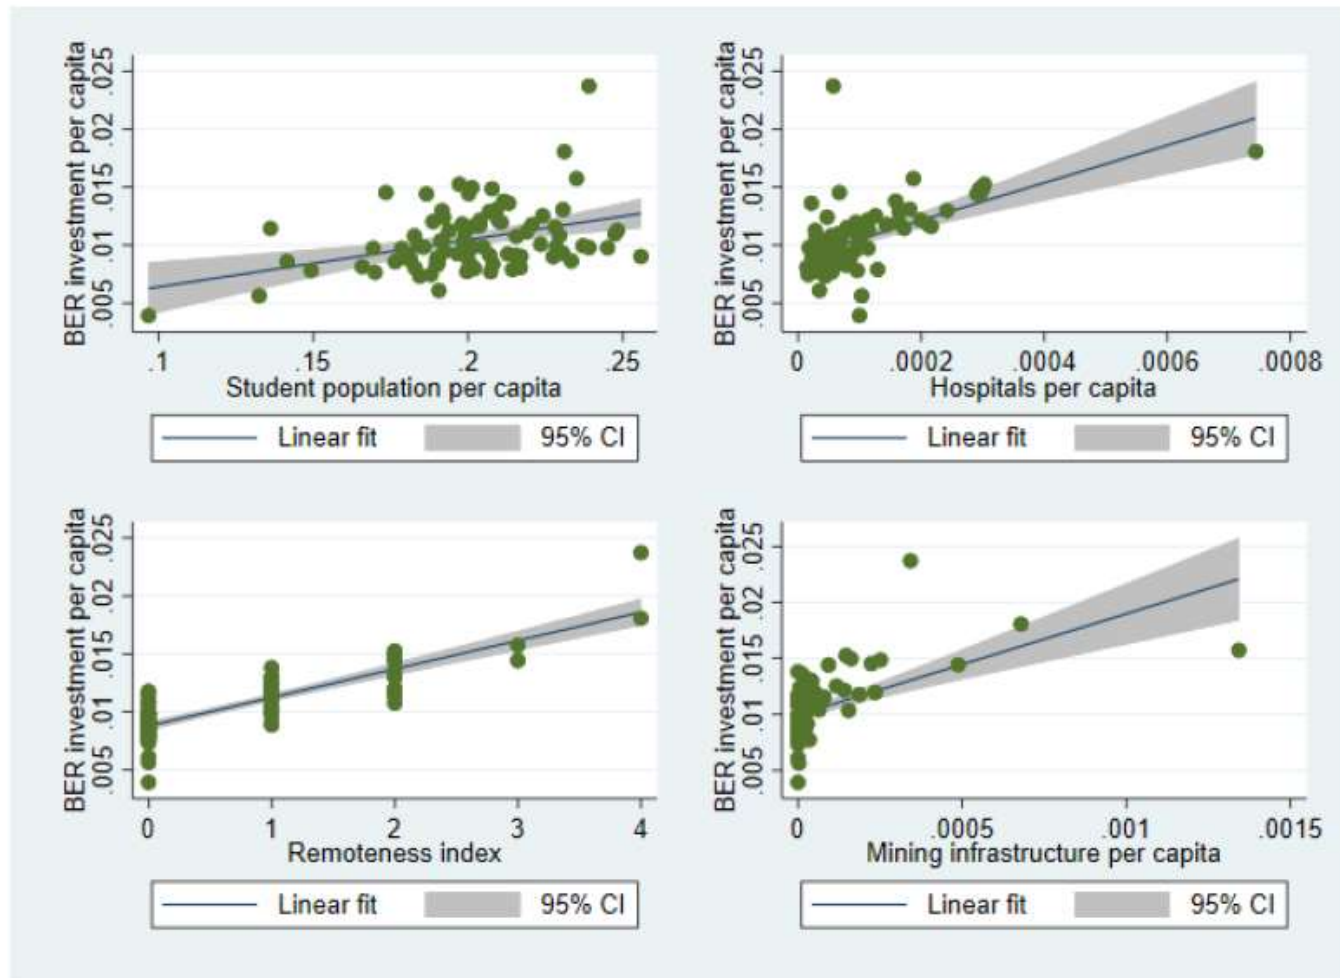 BER investment per capita
.005 .01 .015 .02 .025
.1 .15 .2 .25
Student population per capita
Linear fit 95% CI
BER investment per capita
.005 .01 .015 .02 .025
0 .0002 .0004 .0006 .0008
Hospitals per capita
Linear fit 95% CI
BER investment per capita
.005 .01 .015 .02 .025
0 1 2 3 4
Remoteness index
Linear fit 95% CI
BER investment per capita
.005 .01 .015 .02 .025
0 .0005 .001 .0015
Mining infrastructure per capita
Linear fit 95% CI